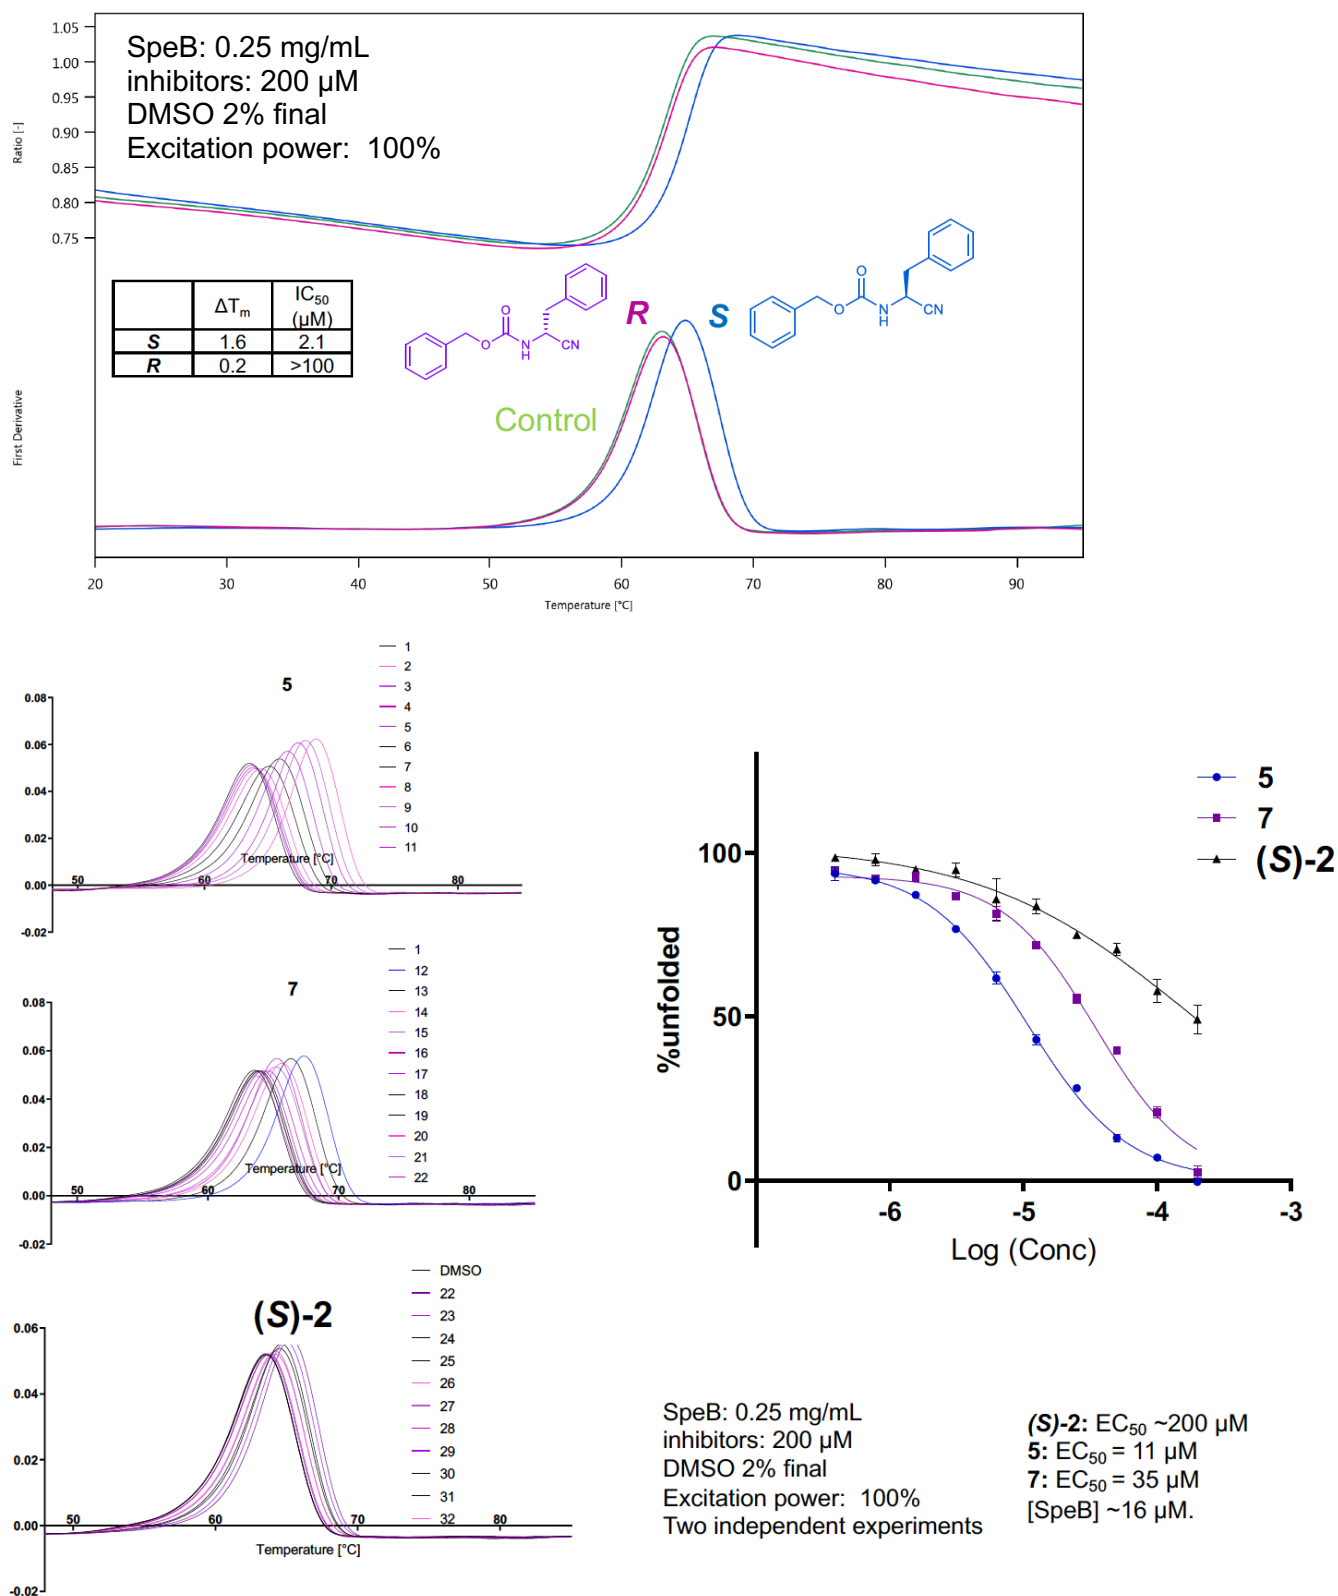 SpeB: 0.25 mg/mL
inhibitors: 200 µM
DMSO 2% final
Excitation power: 100%
Ratio [-]
1.05
1.00
0.95
0.90
0.85
0.80
0.75
ΔTm IC50 (µM)
S 1.6 2.1
R 0.2 >100
O
O
N
H
CN
R
S
O
O
N
H
CN
Control
First Derivative
20 30 40 50 60 70 80 90
Temperature [°C]
5
0.08
0.06
0.04
0.02
0.00
-0.02
50 60 70 80
Temperature [°C]
1
2
3
4
5
6
7
8
9
10
11
7
0.08
0.06
0.04
0.02
0.00
-0.02
50 60 70 80
Temperature [°C]
1
12
13
14
15
16
17
18
19
20
21
22
(S)-2
0.06
0.04
0.02
0.00
-0.02
50 60 70 80
Temperature [°C]
DMSO
22
23
24
25
26
27
28
29
30
31
32
%unfolded
100
50
0
-6 -5 -4 -3
Log (Conc)
5
7
(S)-2
SpeB: 0.25 mg/mL
inhibitors: 200 µM
DMSO 2% final
Excitation power: 100%
Two independent experiments
(S)-2: EC50 ~200 µM
5: EC50 = 11 µM
7: EC50 = 35 µM
[SpeB] ~16 µM.